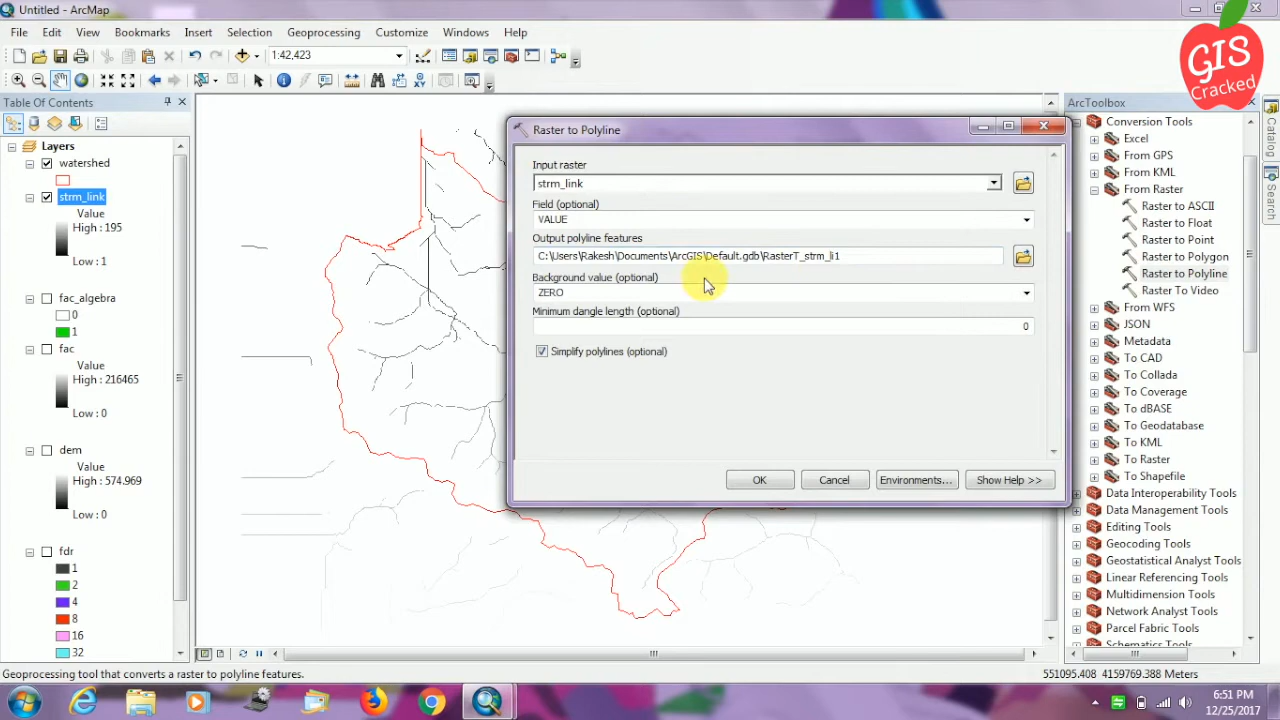 Untitled - ArcMap
File Edit View Bookmarks Insert Selection Geoprocessing Customize Windows Help
1:42,423
GIS
Cracked
Table Of Contents
Layers
watershed
strm_link
Value
High : 195
Low : 1
fac_algebra
0
1
fac
High : 216465
Low : 0
dem
Value
High : 574.969
Low : 0
fdr
1
2
4
8
16
32
Raster to Polyline
Input raster
strm_link
Field (optional)
VALUE
Output polyline features
C:\Users\Rakesh\Documents\ArcGIS\Default.gdb\RasterT_strm_li1
Background value (optional)
ZERO
Minimum dangle length (optional)
0
Simplify polylines (optional)
OK Cancel Environments... Show Help >>
ArcToolbox
Conversion Tools
Excel
From GPS
From KML
From Raster
Raster to ASCII
Raster to Float
Raster to Point
Raster to Polygon
Raster to Polyline
Raster To Video
From WFS
JSON
Metadata
To CAD
To Collada
To Coverage
To dBASE
To Geodatabase
To KML
To Raster
To Shapefile
Data Interoperability Tools
Data Management Tools
Editing Tools
Geocoding Tools
Geostatistical Analyst Tools
Linear Referencing Tools
Multidimension Tools
Network Analyst Tools
Parcel Fabric Tools
Schematics Tools
Catalog
Search
Geoprocessing tool that converts a raster to polyline features.
551095.408 4159769.388 Meters
6:51 PM
12/25/2017